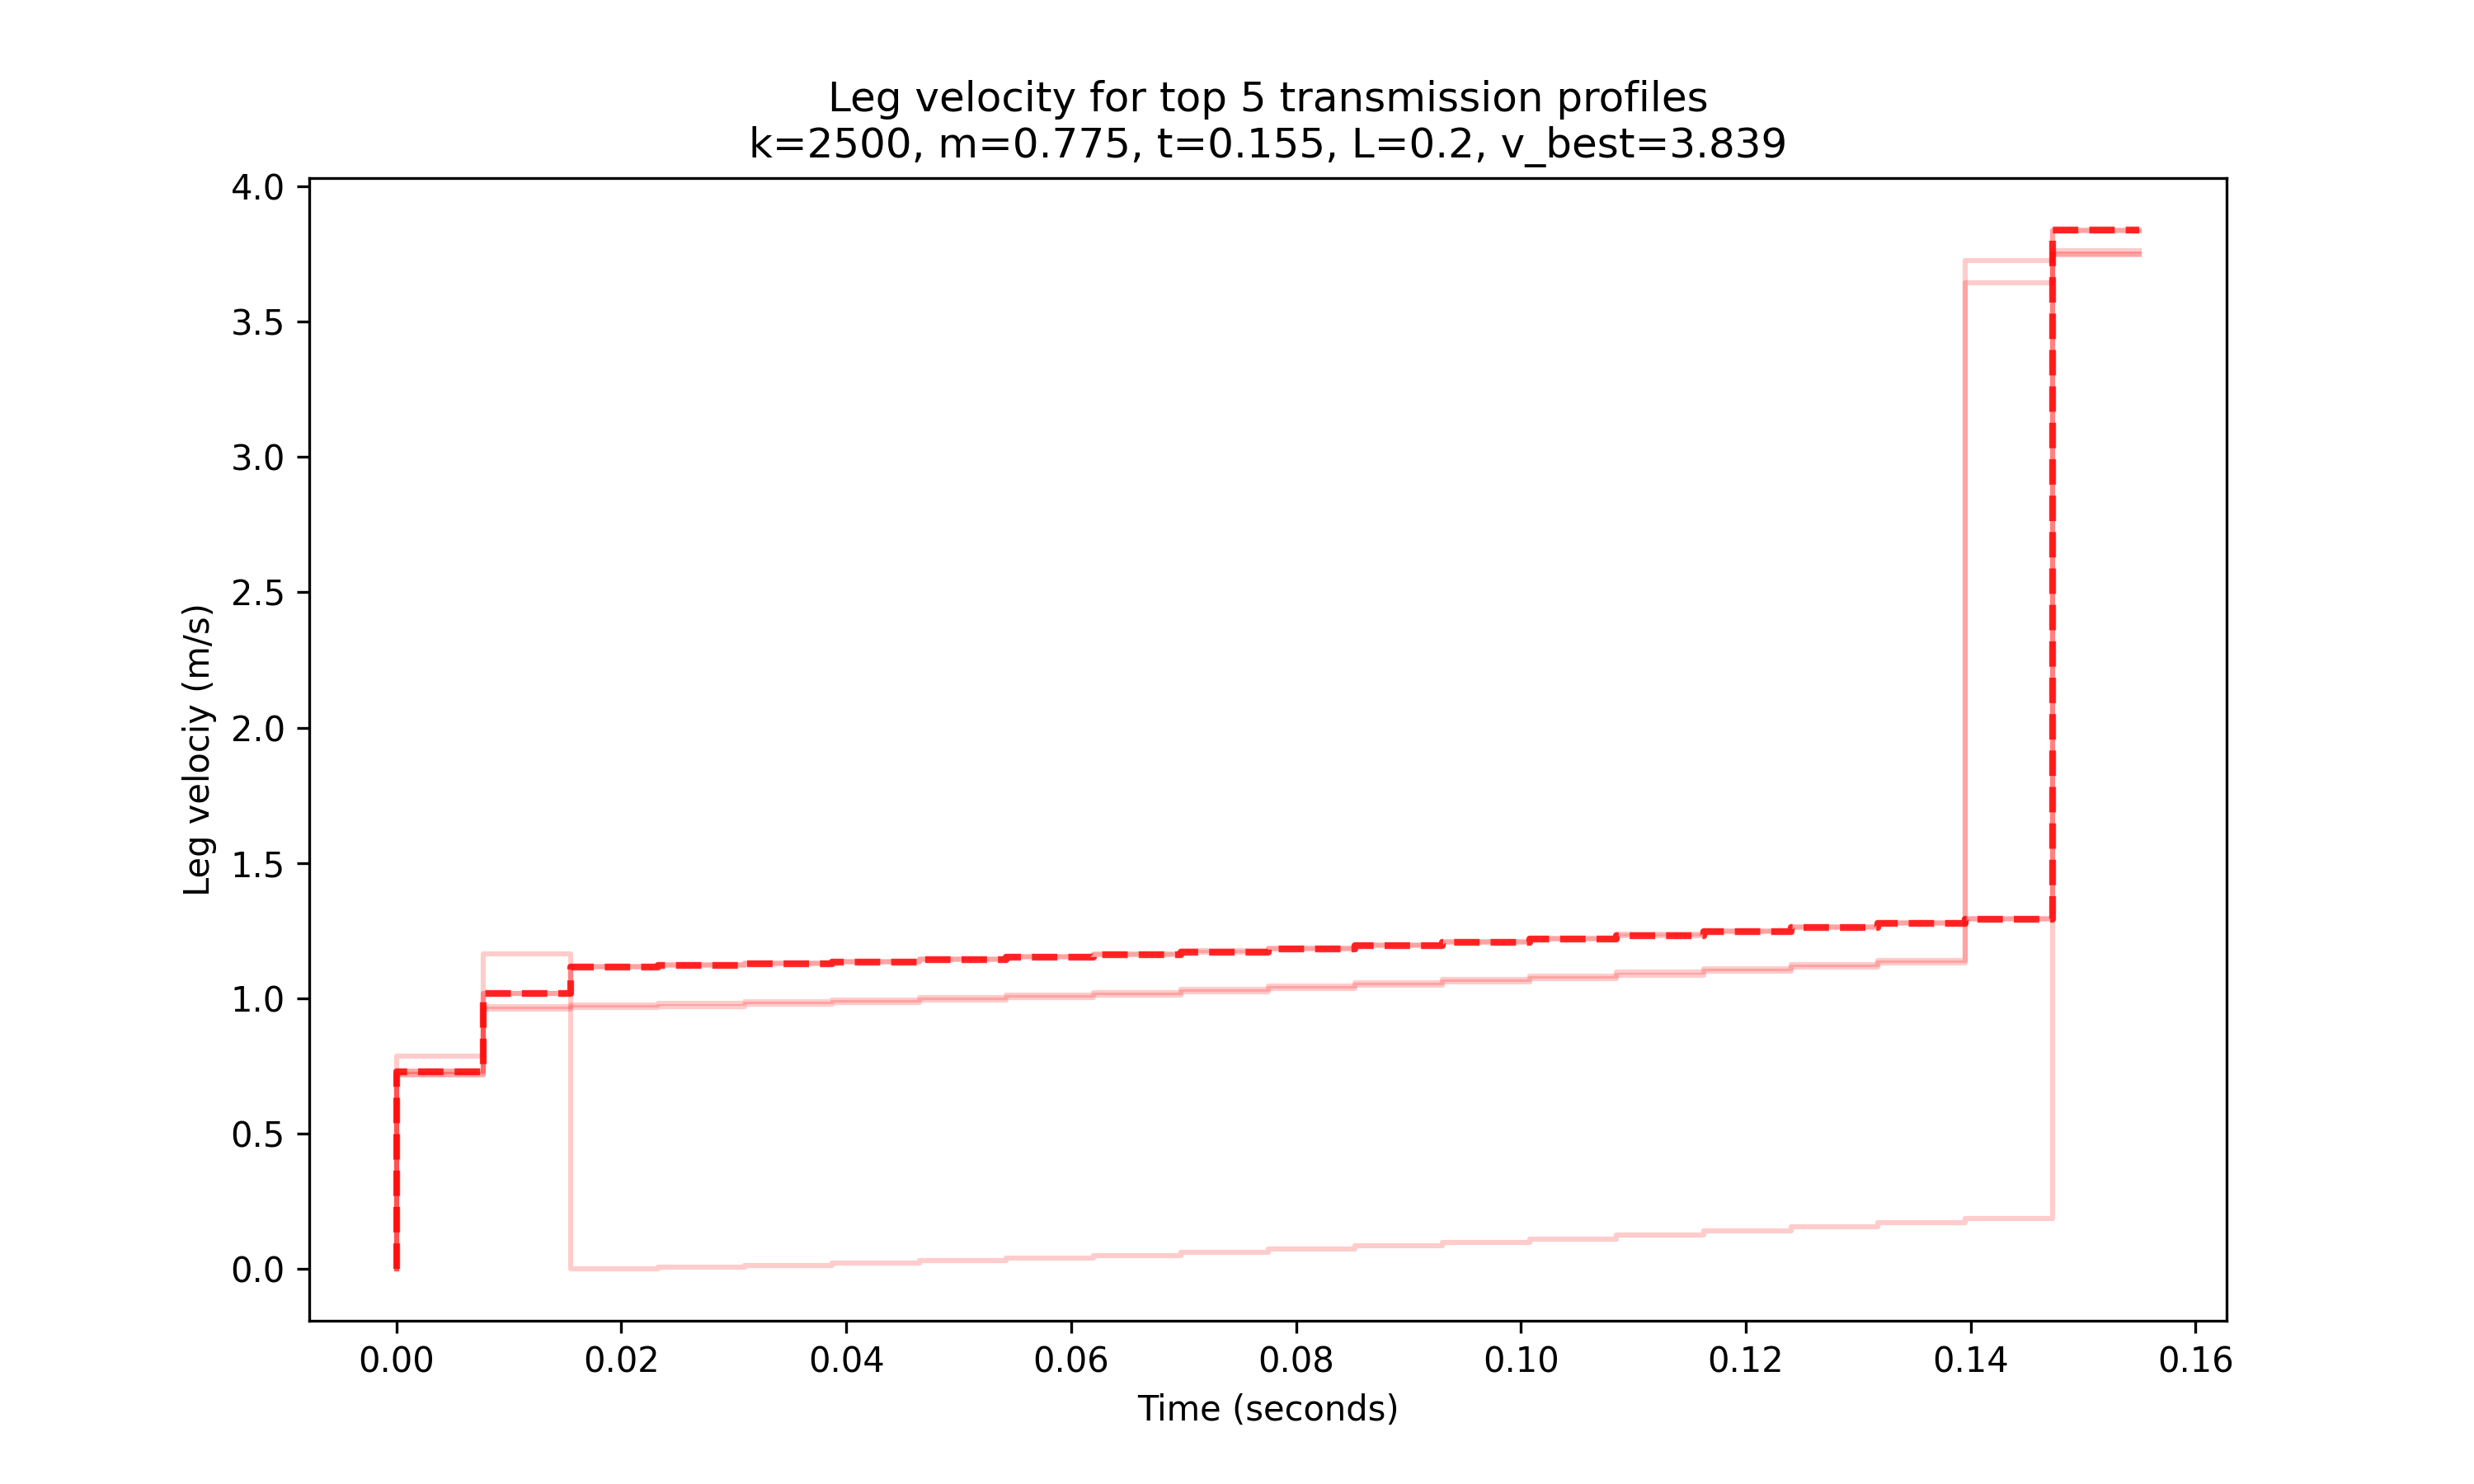 Leg velocity for top 5 transmission profiles
k=2500, m=0.775, t=0.155, L=0.2, v_best=3.839
4.0
3.5
3.0
2.5
2.0
1.5
1.0
0.5
0.0
Leg velociy (m/s)
0.00 0.02 0.04 0.06 0.08 0.10 0.12 0.14 0.16
Time (seconds)